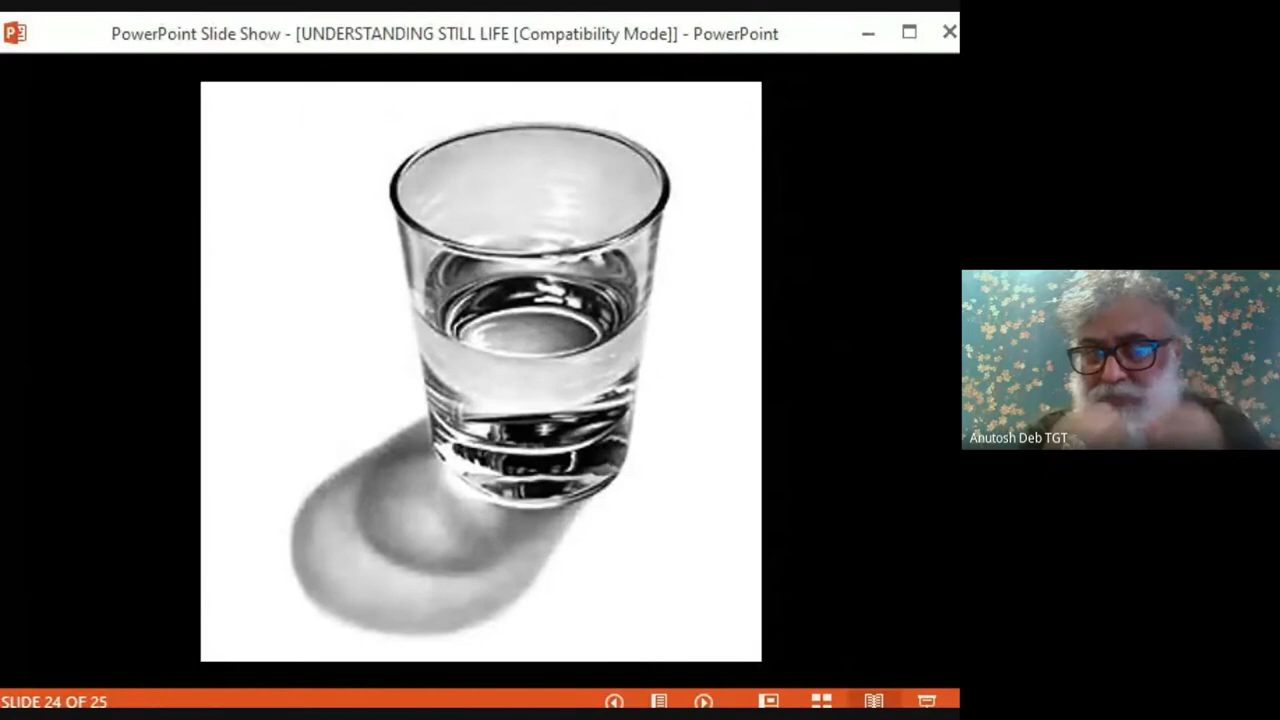 PowerPoint Slide Show - [UNDERSTANDING STILL LIFE [Compatibility Mode]] - PowerPoint
Anutosh Deb TGT
SLIDE 24 OF 25